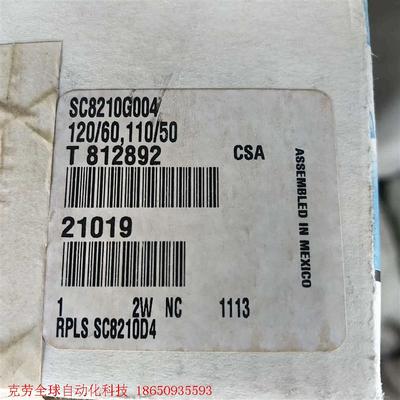 SC8210G004
120/60,110/50
T 812892 CSA
21019
1 2W NC 1113
RPLS SC8210D4
ASSEMBLED IN MEXICO
克劳全球自动化科技 18650935593